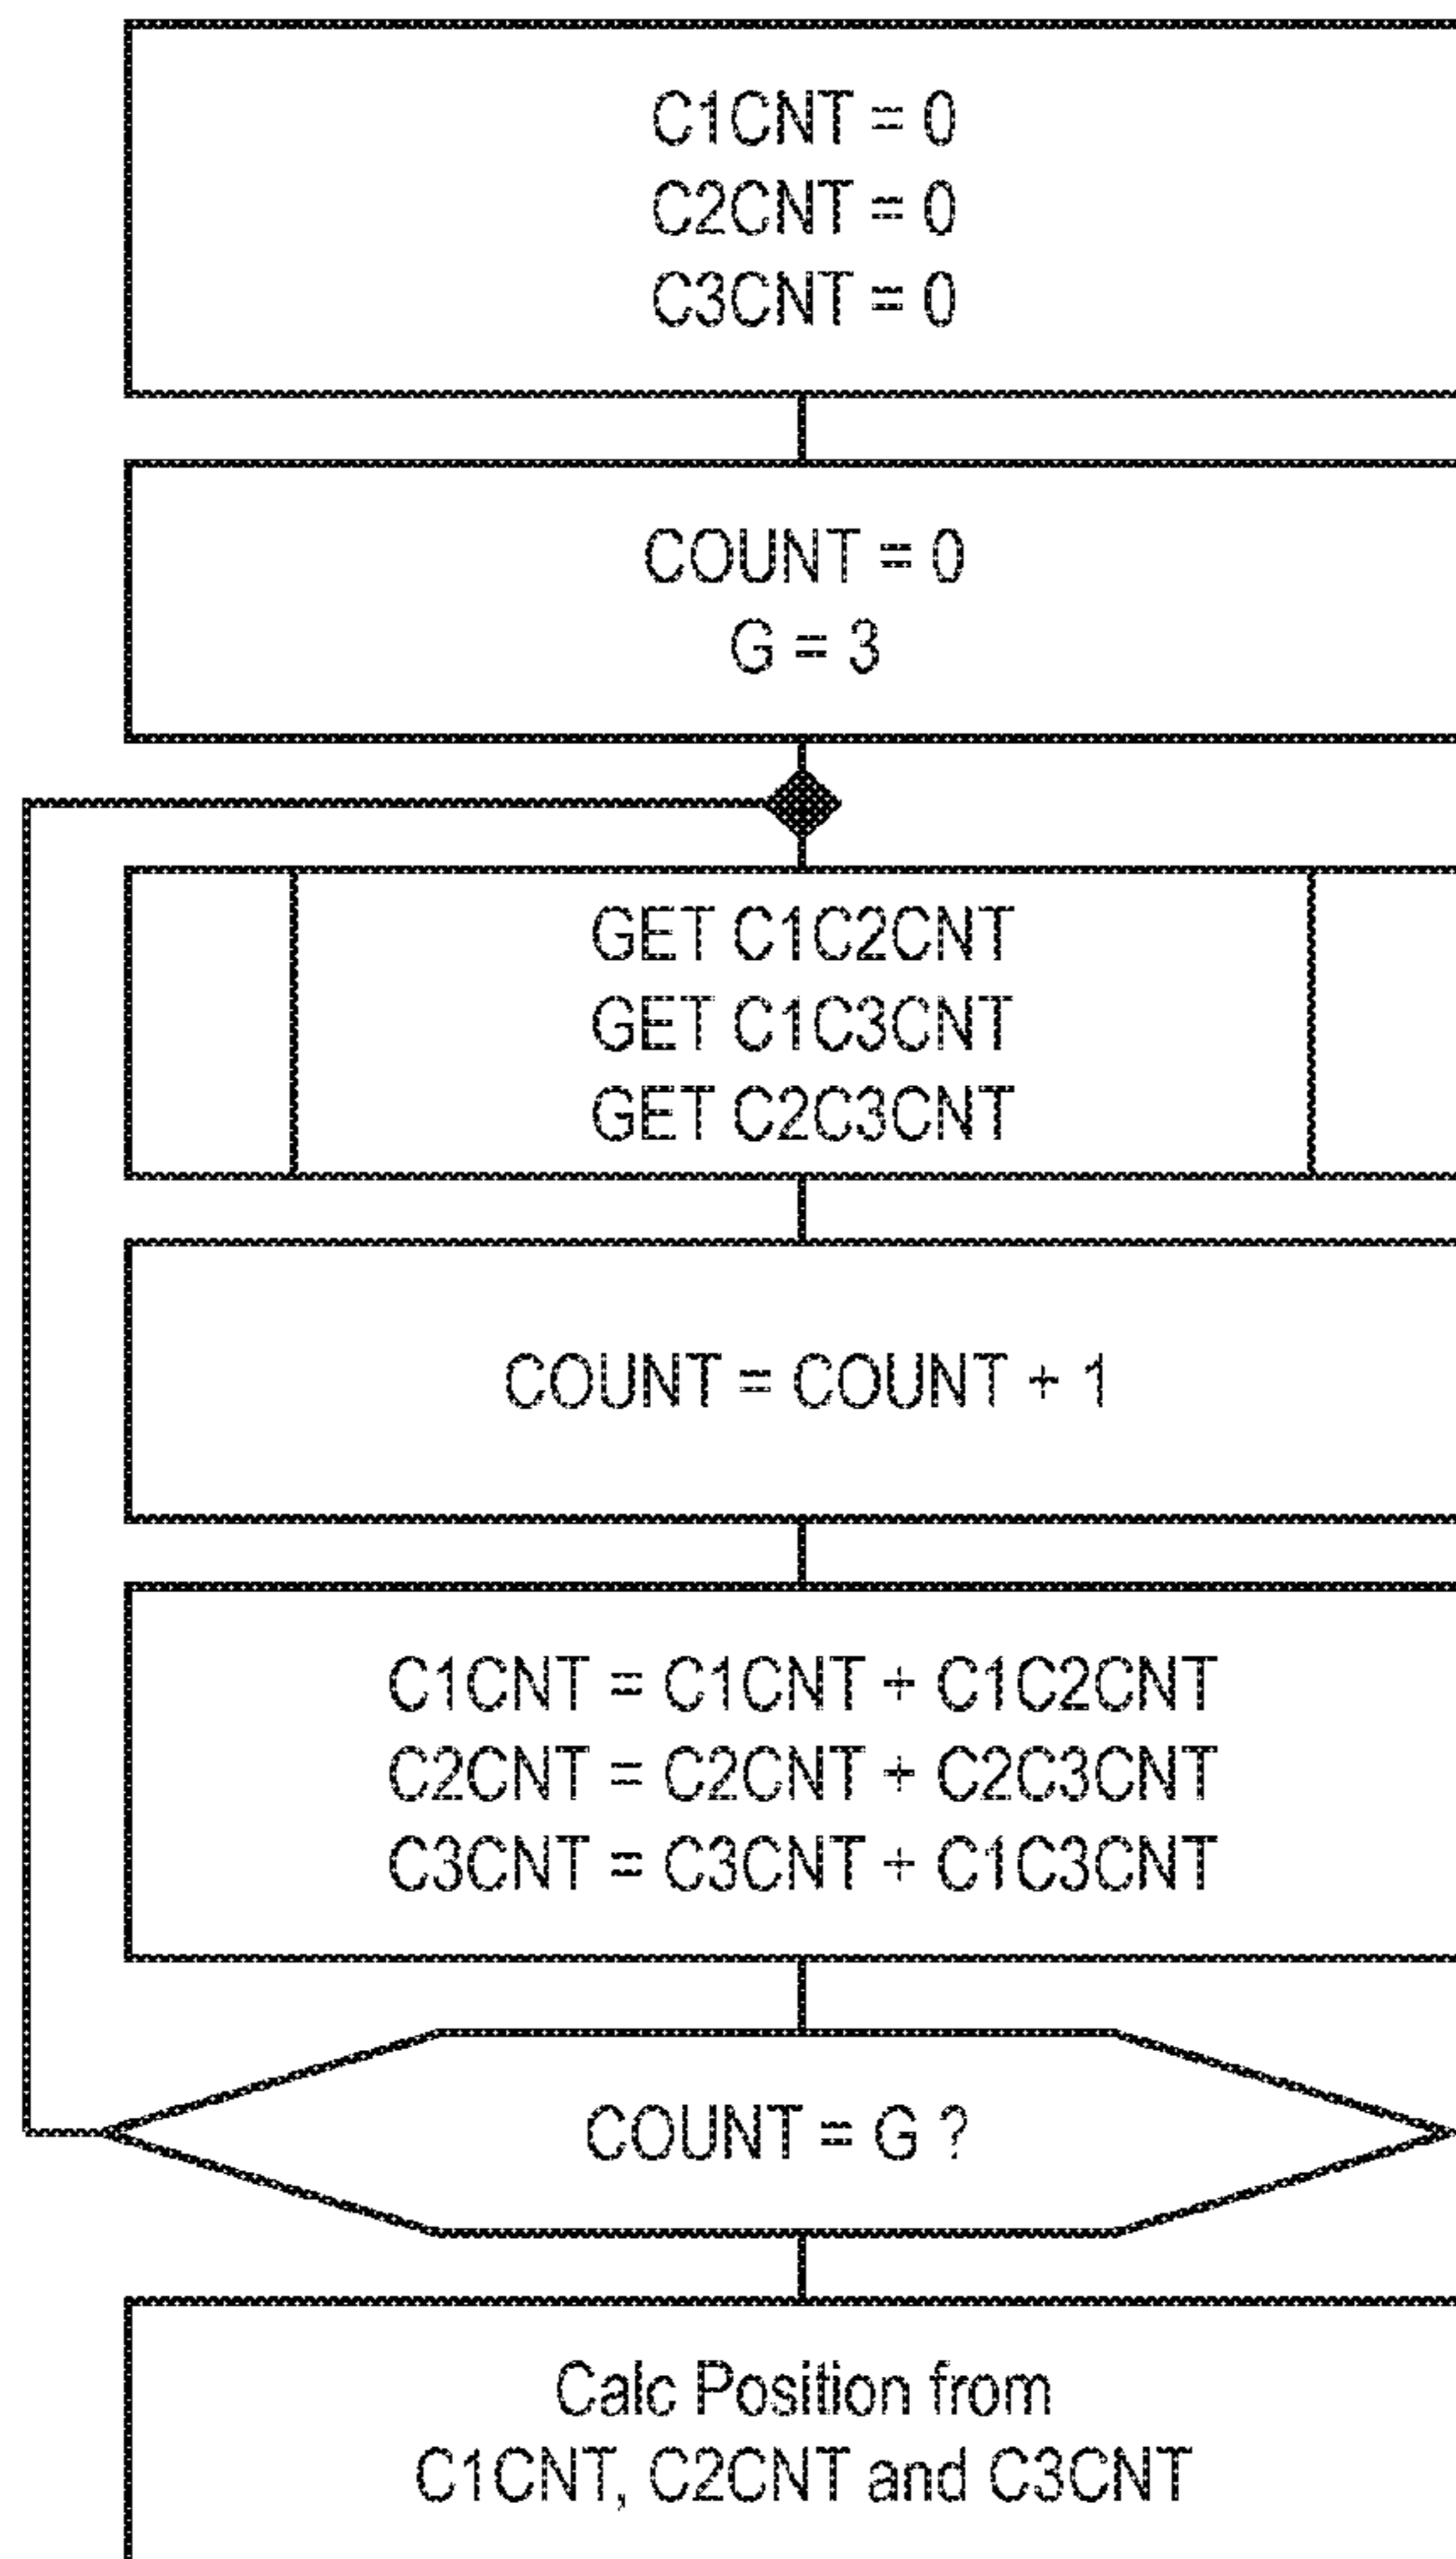 C1CNT = 0
C2CNT = 0
C3CNT = 0
COUNT = 0
G = 3
GET C1C2CNT
GET C1C3CNT
GET C2C3CNT
COUNT = COUNT + 1
C1CNT = C1CNT + C1C2CNT
C2CNT = C2CNT + C2C3CNT
C3CNT = C3CNT + C1C3CNT
COUNT = G ?
Calc Position from
C1CNT, C2CNT and C3CNT